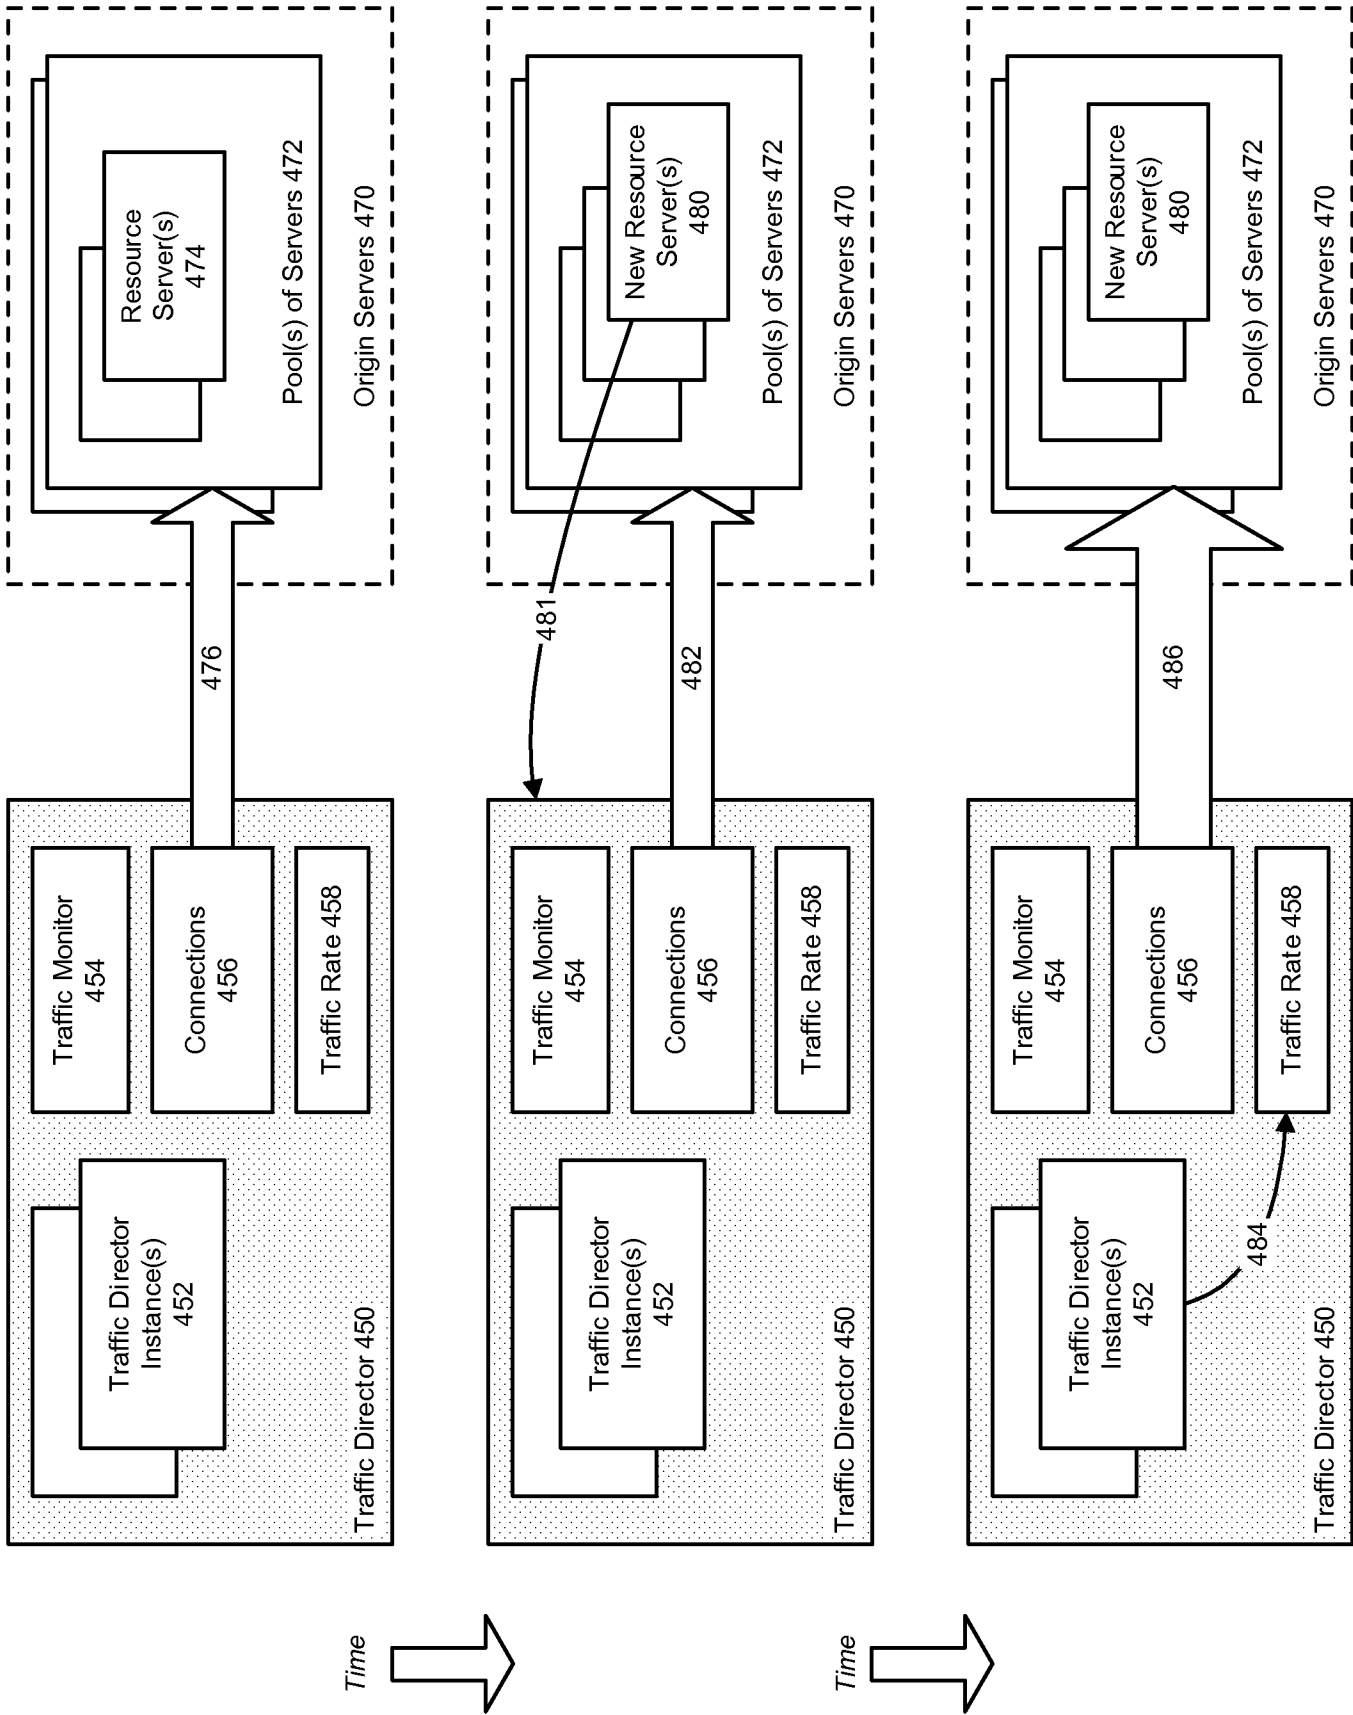 Traffic Director Instance(s)
452
Traffic Monitor
454
Connections
456
Traffic Rate 458
Traffic Director 450
476
Resource
Server(s)
474
Pool(s) of Servers 472
Origin Servers 470
Time
Traffic Director
Instance(s)
452
Traffic Monitor
454
Connections
456
Traffic Rate 458
Traffic Director 450
481
482
New Resource
Server(s)
480
Pool(s) of Servers 472
Origin Servers 470
Time
Traffic Director
Instance(s)
452
Traffic Monitor
454
Connections
456
Traffic Rate 458
484
Traffic Director 450
486
New Resource
Server(s)
480
Pool(s) of Servers 472
Origin Servers 470